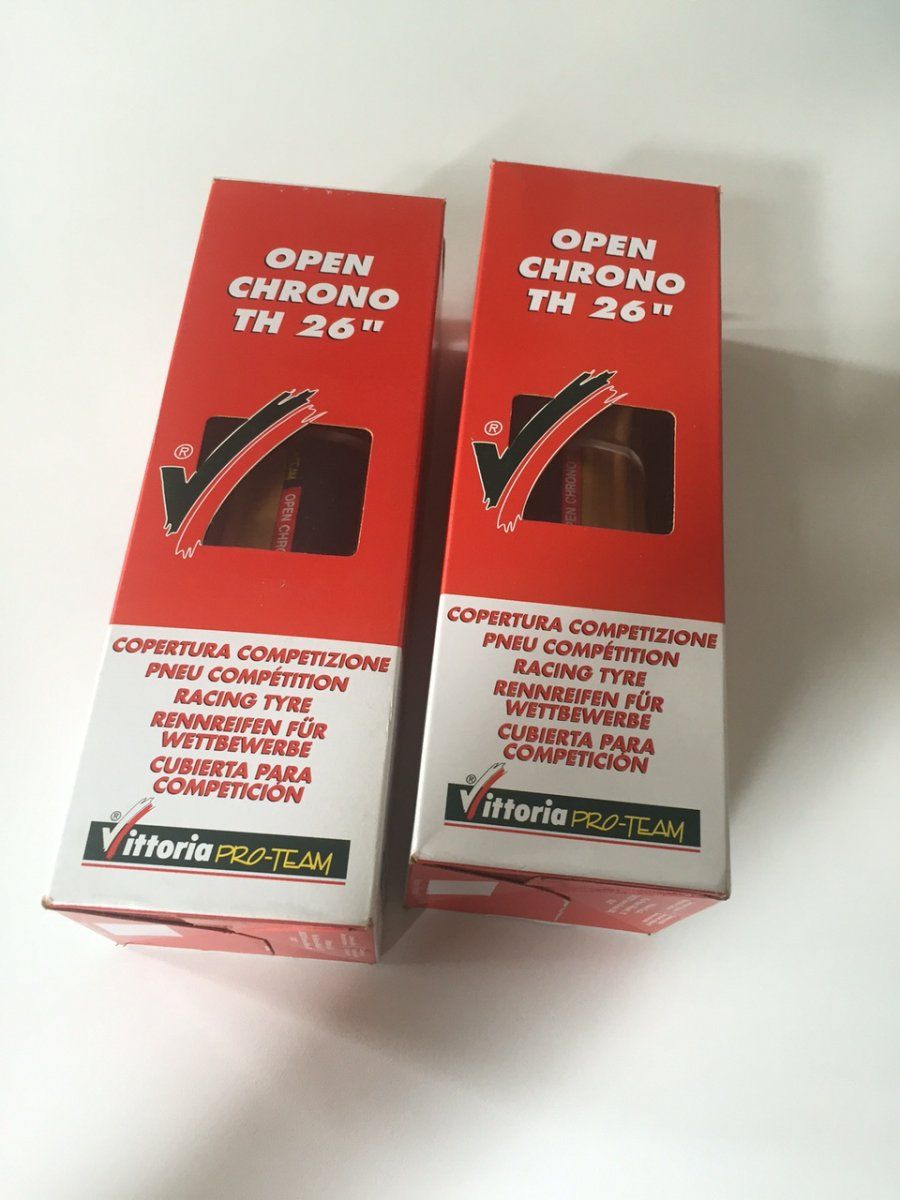 OPEN
CHRONO
TH 26"
®
OPEN CHRO
COPERTURA COMPETIZIONE
PNEU COMPÉTITION
RACING TYRE
RENNREIFEN FÜR
WETTBEWERBE
CUBIERTA PARA
COMPETICIÓN
®
Vittoria PRO-TEAM
OPEN
CHRONO
TH 26"
®
PEN CHRONO
COPERTURA COMPETIZIONE
PNEU COMPÉTITION
RACING TYRE
RENNREIFEN FÜR
WETTBEWERBE
CUBIERTA PARA
COMPETICIÓN
®
Vittoria PRO-TEAM